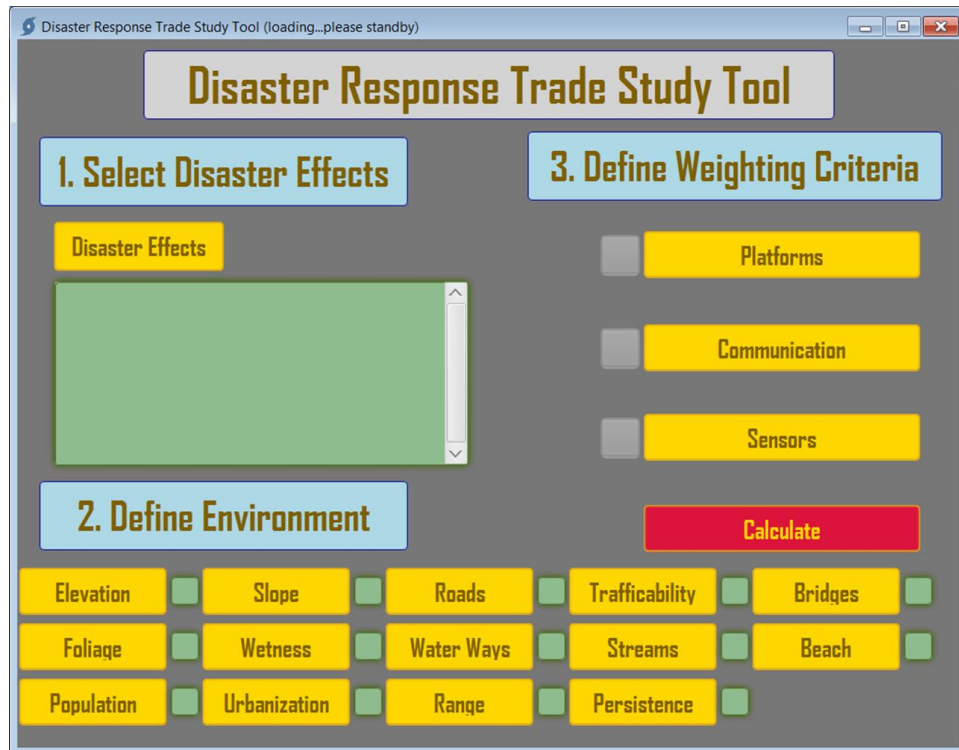 Disaster Response Trade Study Tool (loading...please standby)
Disaster Response Trade Study Tool
1. Select Disaster Effects
Disaster Effects
2. Define Environment
3. Define Weighting Criteria
Platforms
Communication
Sensors
Calculate
Elevation Slope Roads Trafficability Bridges
Foliage Wetness Water Ways Streams Beach
Population Urbanization Range Persistence